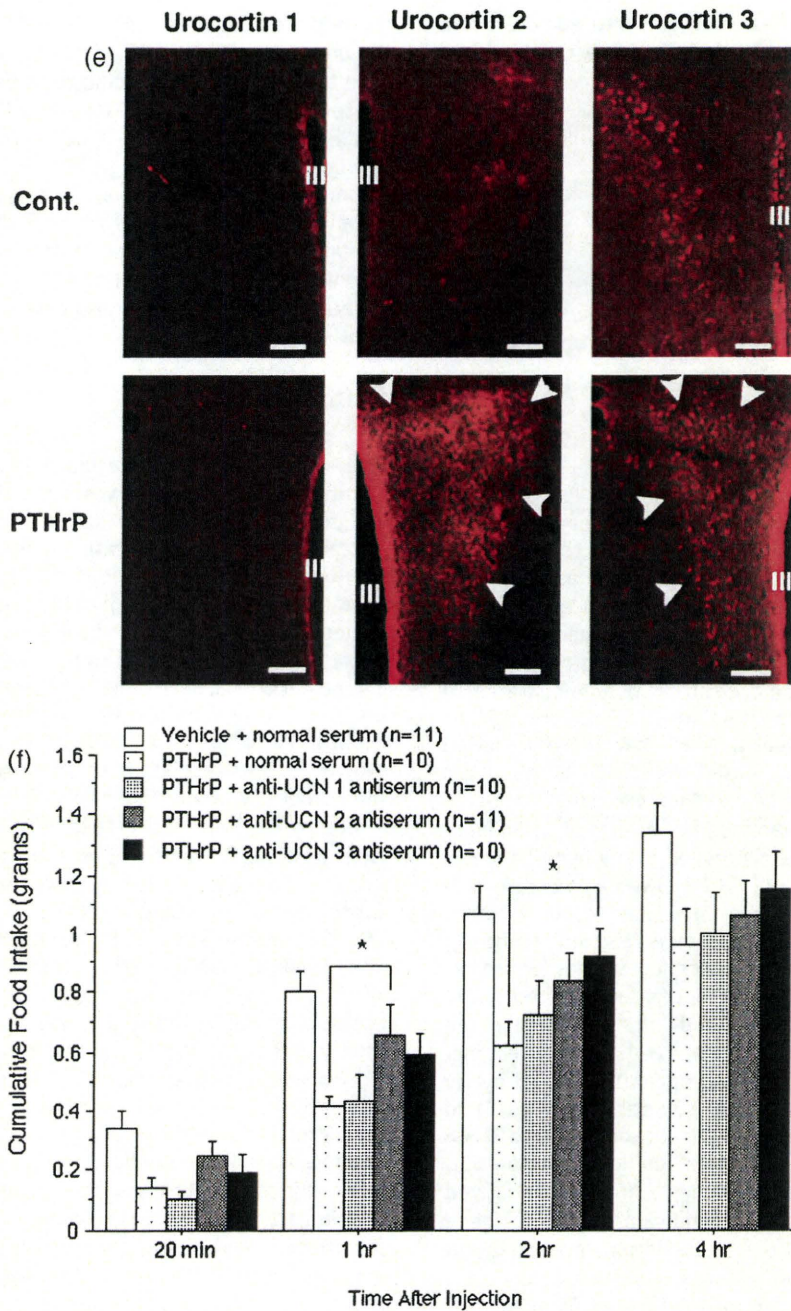 Urocortin 1 Urocortin 2 Urocortin 3
(e)
Cont.
III III III
PTHrP
III III III
(f)
Vehicle + normal serum (n=11)
PTHrP + normal serum (n=10)
PTHrP + anti-UCN 1 antiserum (n=10)
PTHrP + anti-UCN 2 antiserum (n=11)
PTHrP + anti-UCN 3 antiserum (n=10)
Cumulative Food Intake (grams)
1.6
1.4
1.2
1
0.8
0.6
0.4
0.2
0
* *
20 min 1 hr 2 hr 4 hr
Time After Injection